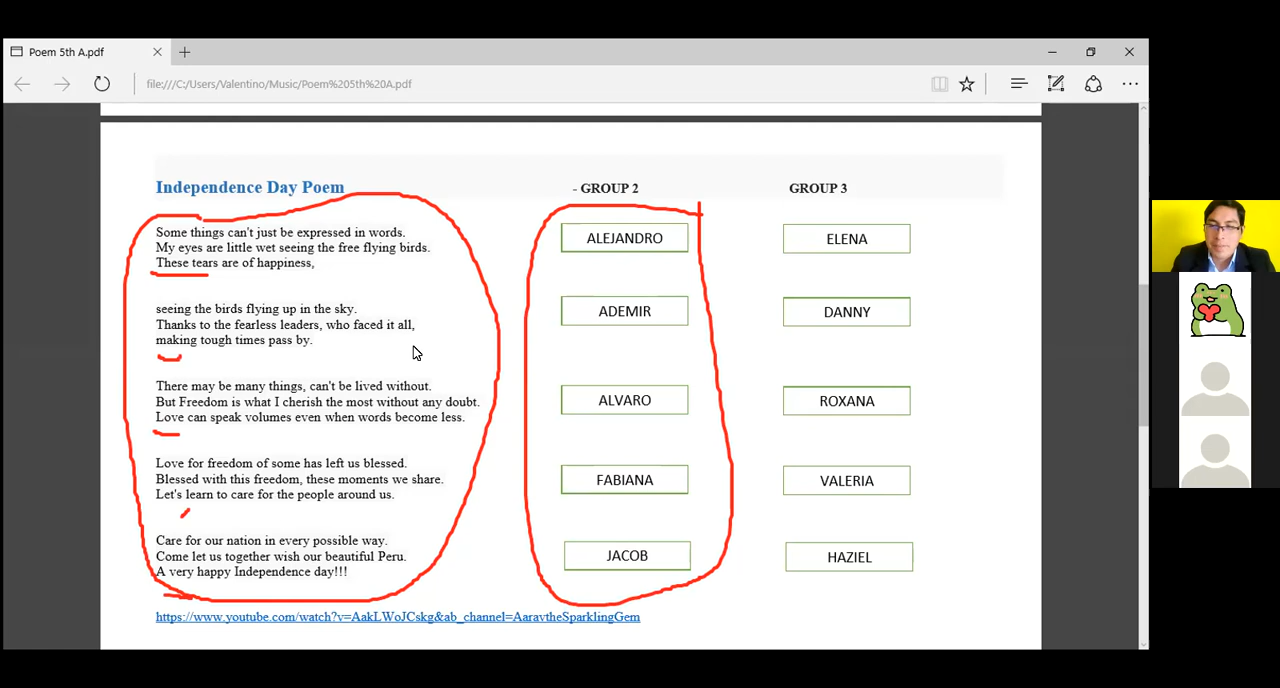 Poem 5th A.pdf
file:///C:/Users/Valentino/Music/Poem%205th%20A.pdf
Independence Day Poem
- GROUP 2
GROUP 3
Some things can't just be expressed in words.
My eyes are little wet seeing the free flying birds.
These tears are of happiness,
ALEJANDRO
ELENA
seeing the birds flying up in the sky.
Thanks to the fearless leaders, who faced it all,
making tough times pass by.
ADEMIR
DANNY
There may be many things, can't be lived without.
But Freedom is what I cherish the most without any doubt.
Love can speak volumes even when words become less.
ALVARO
ROXANA
Love for freedom of some has left us blessed.
Blessed with this freedom, these moments we share.
Let's learn to care for the people around us.
FABIANA
VALERIA
Care for our nation in every possible way.
Come let us together wish our beautiful Peru.
A very happy Independence day!!!
JACOB
HAZIEL
https://www.youtube.com/watch?v=AakLWoJCskg&ab_channel=AaravtheSparklingGem